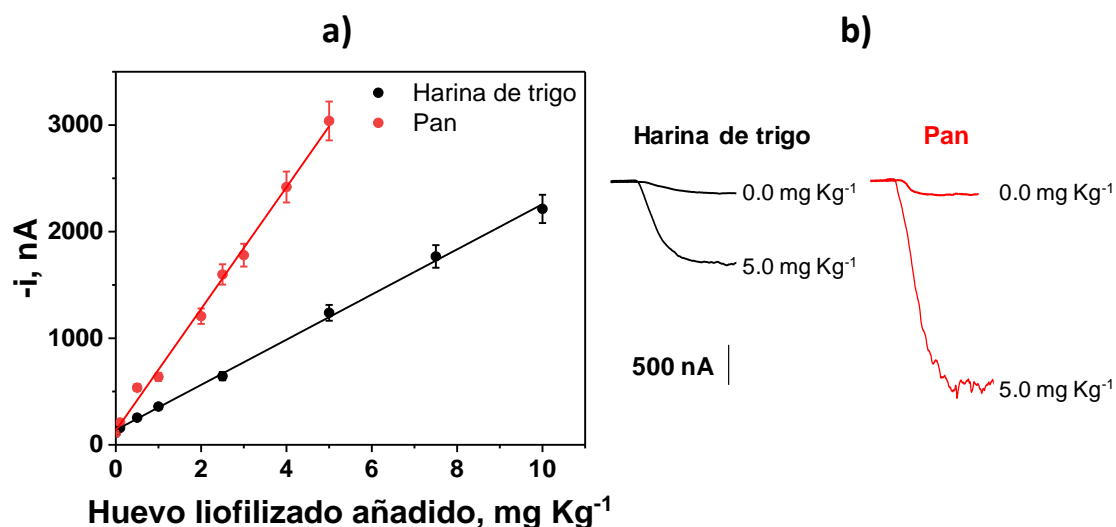 a)
-i, nA
3000
2000
1000
0
0
2
4
6
8
10
Harina de trigo
Pan
Huevo liofilizado añadido, mg Kg⁻¹
b)
Harina de trigo
0.0 mg Kg⁻¹
5.0 mg Kg⁻¹
500 nA
Pan
0.0 mg Kg⁻¹
5.0 mg Kg⁻¹